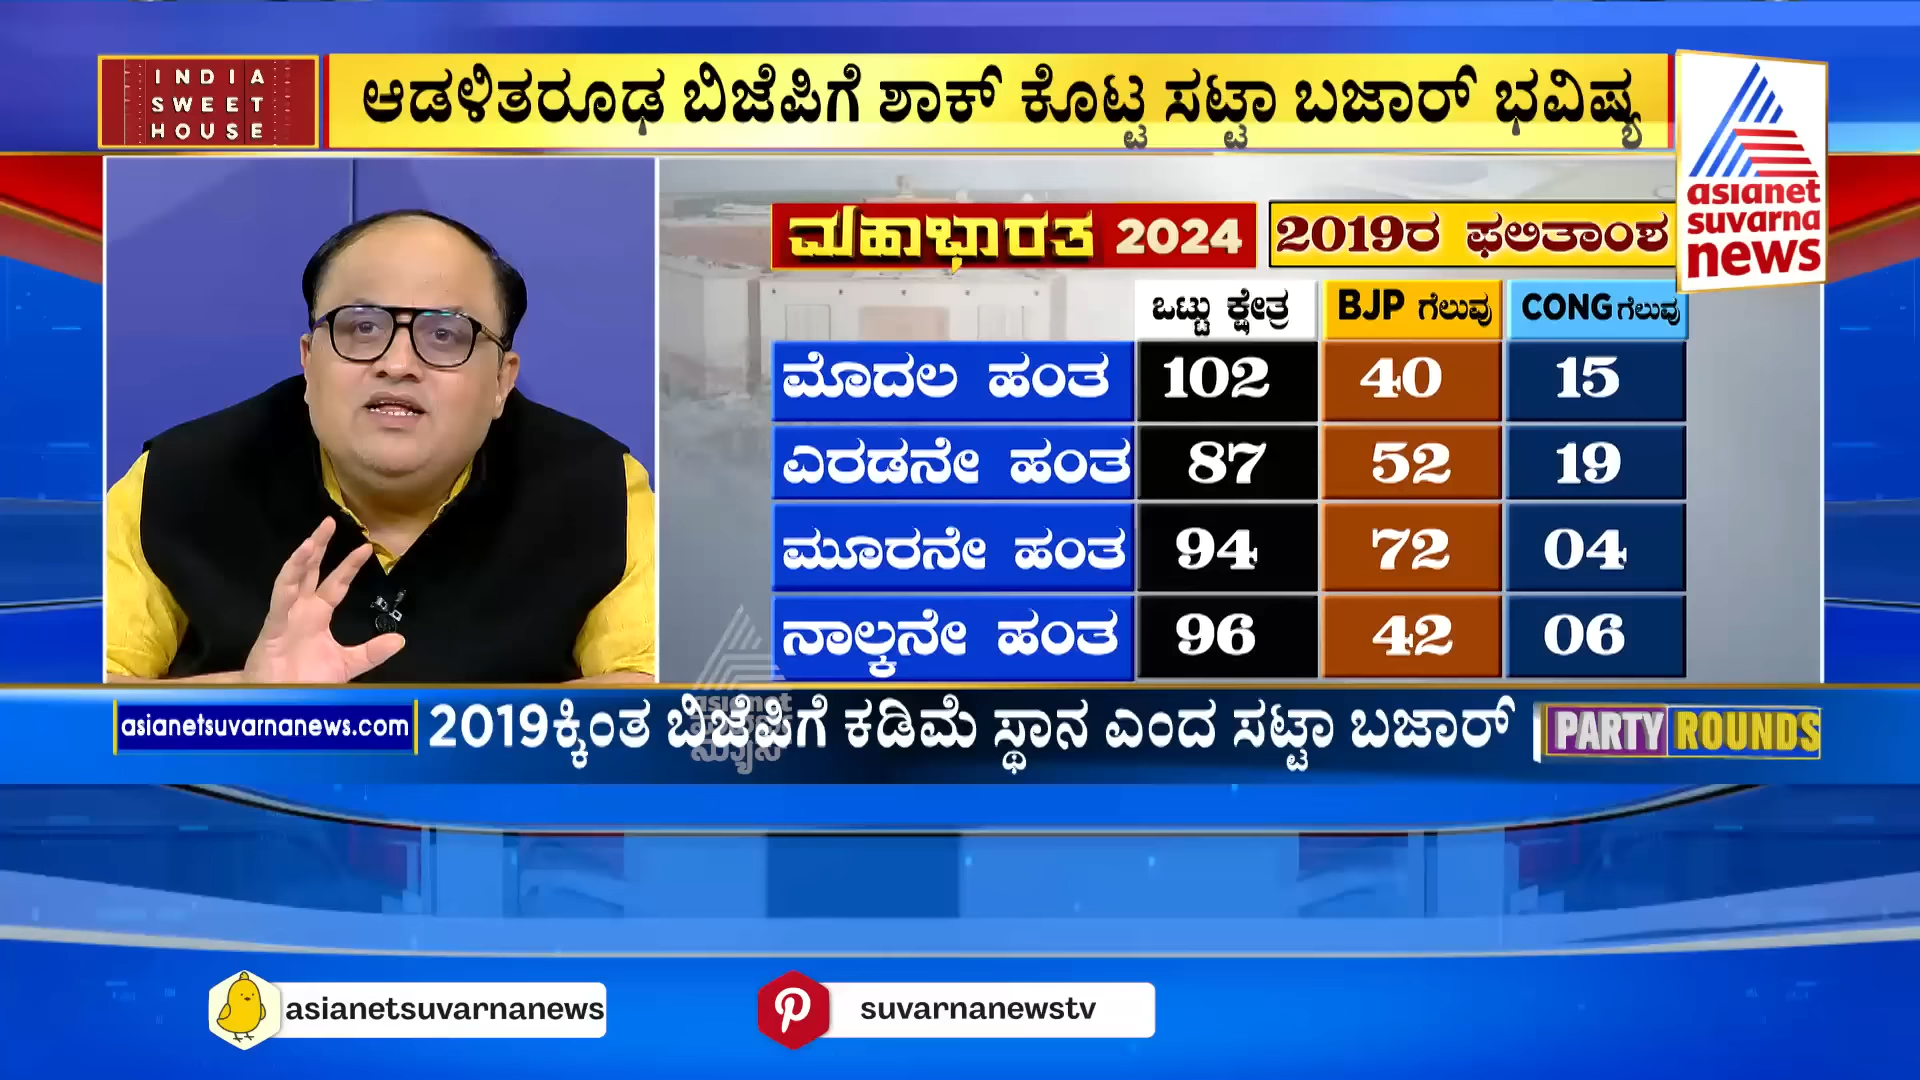 INDIA
SWEET
HOUSE
ಆಡಳಿತರೂಢ ಬಿಜೆಪಿಗೆ ಶಾಕ್ ಕೊಟ್ಟ ಸಟ್ಟಾ ಬಜಾರ್ ಭವಿಷ್ಯ
asianet
suvarna
news
ಮಹಾಭಾರತ 2024
2019ರ ಫಲಿತಾಂಶ
ಒಟ್ಟು ಕ್ಷೇತ್ರ BJP ಗೆಲುವು CONG ಗೆಲುವು
ಮೊದಲ ಹಂತ 102 40 15
ಎರಡನೇ ಹಂತ 87 52 19
ಮೂರನೇ ಹಂತ 94 72 04
ನಾಲ್ಕನೇ ಹಂತ 96 42 06
asianet
ನ್ಯೂಸ್
asianetsuvarnanews.com
2019ಕ್ಕಿಂತ ಬಿಜೆಪಿಗೆ ಕಡಿಮೆ ಸ್ಥಾನ ಎಂದ ಸಟ್ಟಾ ಬಜಾರ್
PARTY ROUNDS
asianetsuvarnanews
suvarnanewstv